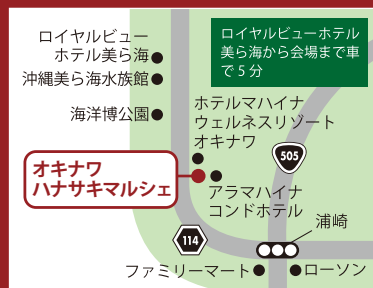 ロイヤルビュー
ホテル美ら海
沖縄美ら海水族館
海洋博公園
ロイヤルビューホテル
美ら海から会場まで車
で5分
ホテルマハイナ
ウェルネスリゾート
オキナワ
505
オキナワ
ハナサキマルシェ
アラマハイナ
コンドホテル
浦崎
114
ファミリーマート
ローソン